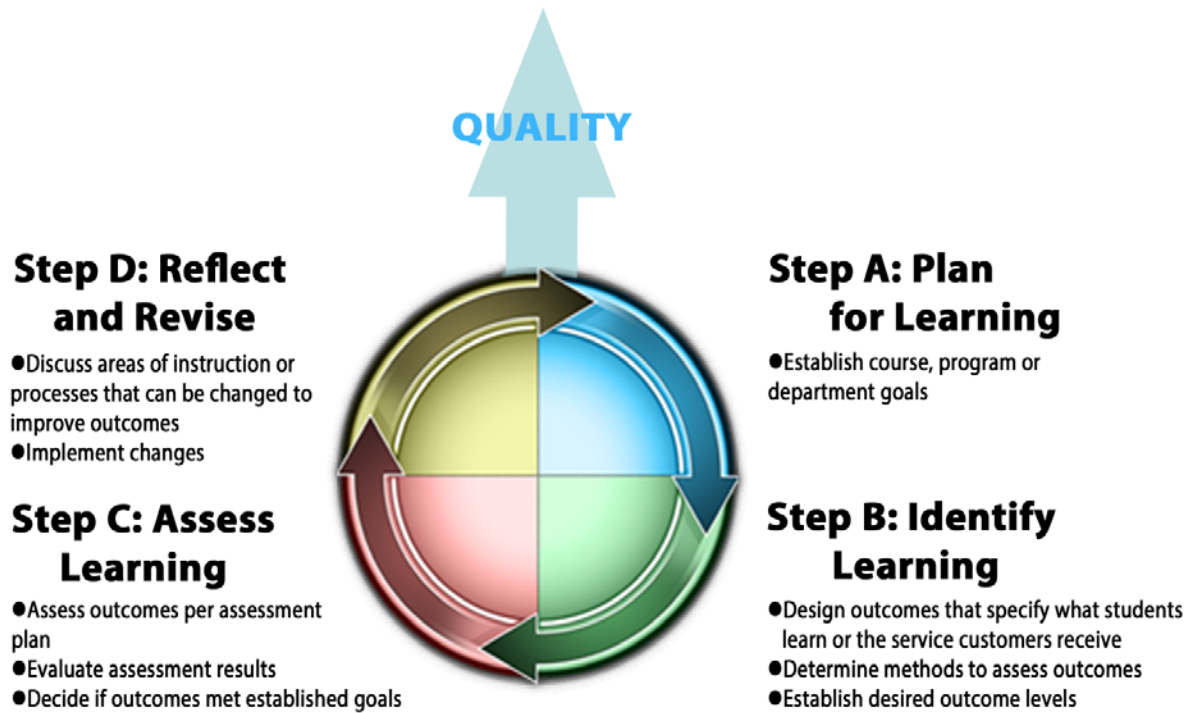 QUALITY
Step D: Reflect
and Revise
●Discuss areas of instruction or
processes that can be changed to
improve outcomes
●Implement changes
Step A: Plan
for Learning
●Establish course, program or
department goals
Step C: Assess
Learning
●Assess outcomes per assessment
plan
●Evaluate assessment results
●Decide if outcomes met established goals
Step B: Identify
Learning
●Design outcomes that specify what students
learn or the service customers receive
●Determine methods to assess outcomes
●Establish desired outcome levels